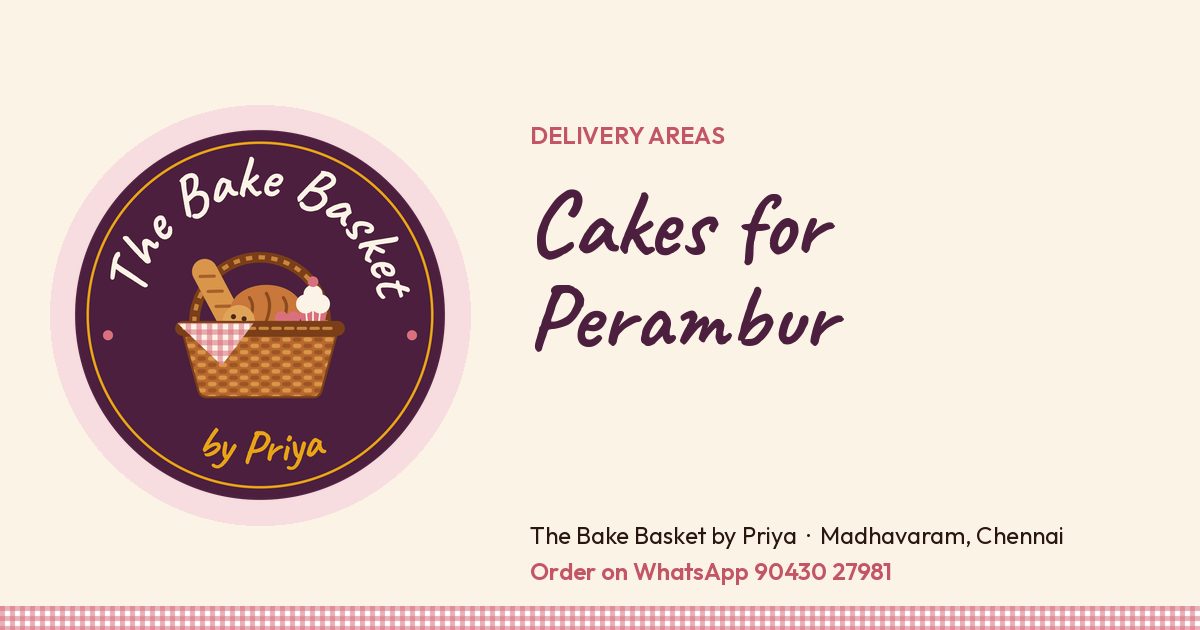 The Bake Basket
by Priya
DELIVERY AREAS
Cakes for
Perambur
The Bake Basket by Priya · Madhavaram, Chennai
Order on WhatsApp 90430 27981